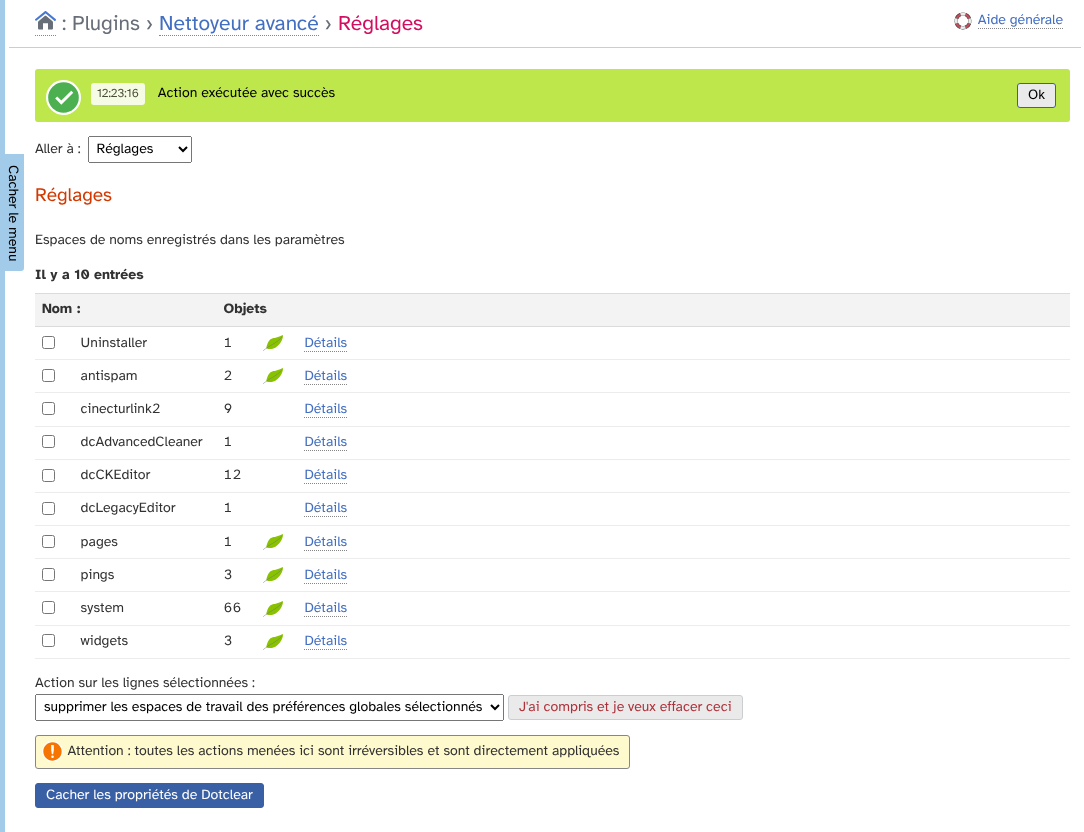 : Plugins › Nettoyeur avancé › Réglages
Aide générale
12:23:16 Action exécutée avec succès
Ok
Aller à : Réglages
Cacher le menu
Réglages
Espaces de noms enregistrés dans les paramètres
Il y a 10 entrées
Nom : Objets
Uninstaller 1 Détails
antispam 2 Détails
cinecturlink2 9 Détails
dcAdvancedCleaner 1 Détails
dcCKEditor 12 Détails
dcLegacyEditor 1 Détails
pages 1 Détails
pings 3 Détails
system 66 Détails
widgets 3 Détails
Action sur les lignes sélectionnées :
supprimer les espaces de travail des préférences globales sélectionnés J'ai compris et je veux effacer ceci
Attention : toutes les actions menées ici sont irréversibles et sont directement appliquées
Cacher les propriétés de Dotclear